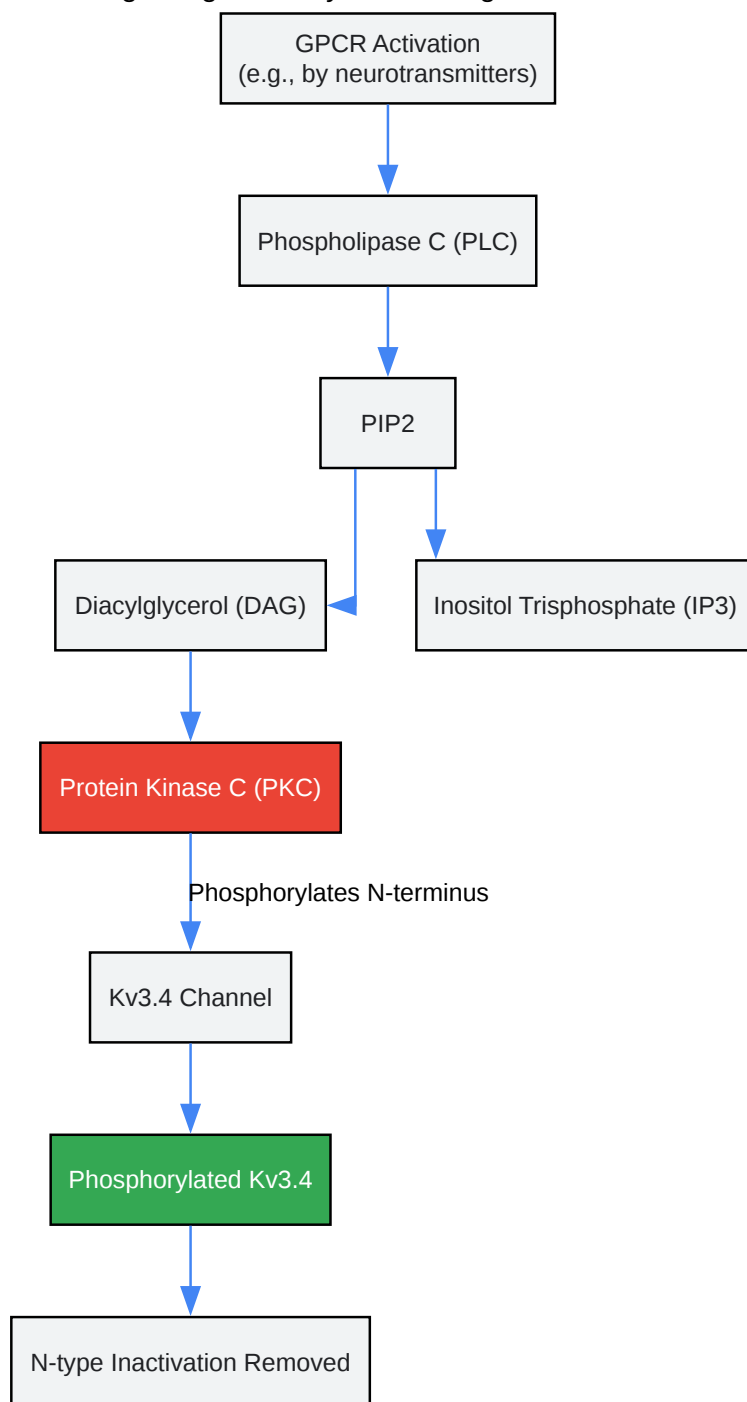 GPCR Activation
(e.g., by neurotransmitters)
Phospholipase C (PLC)
PIP2
Diacylglycerol (DAG)
Inositol Trisphosphate (IP3)
Protein Kinase C (PKC)
Phosphorylates N-terminus
Kv3.4 Channel
Phosphorylated Kv3.4
N-type Inactivation Removed